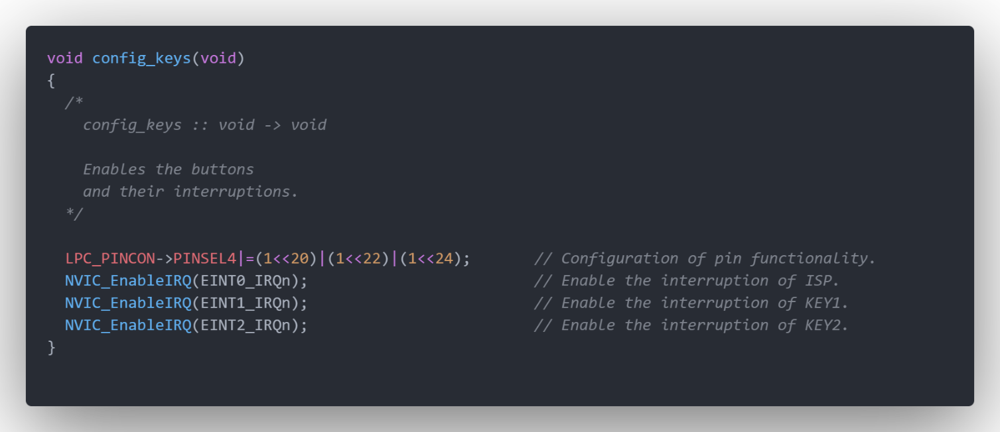 void config_keys(void)
{
  /*
    config_keys :: void -> void

    Enables the buttons
    and their interruptions.
  */

  LPC_PINCON->PINSEL4|=(1<<20)|(1<<22)|(1<<24);       // Configuration of pin functionality.
  NVIC_EnableIRQ(EINT0_IRQn);                         // Enable the interruption of ISP.
  NVIC_EnableIRQ(EINT1_IRQn);                         // Enable the interruption of KEY1.
  NVIC_EnableIRQ(EINT2_IRQn);                         // Enable the interruption of KEY2.
}